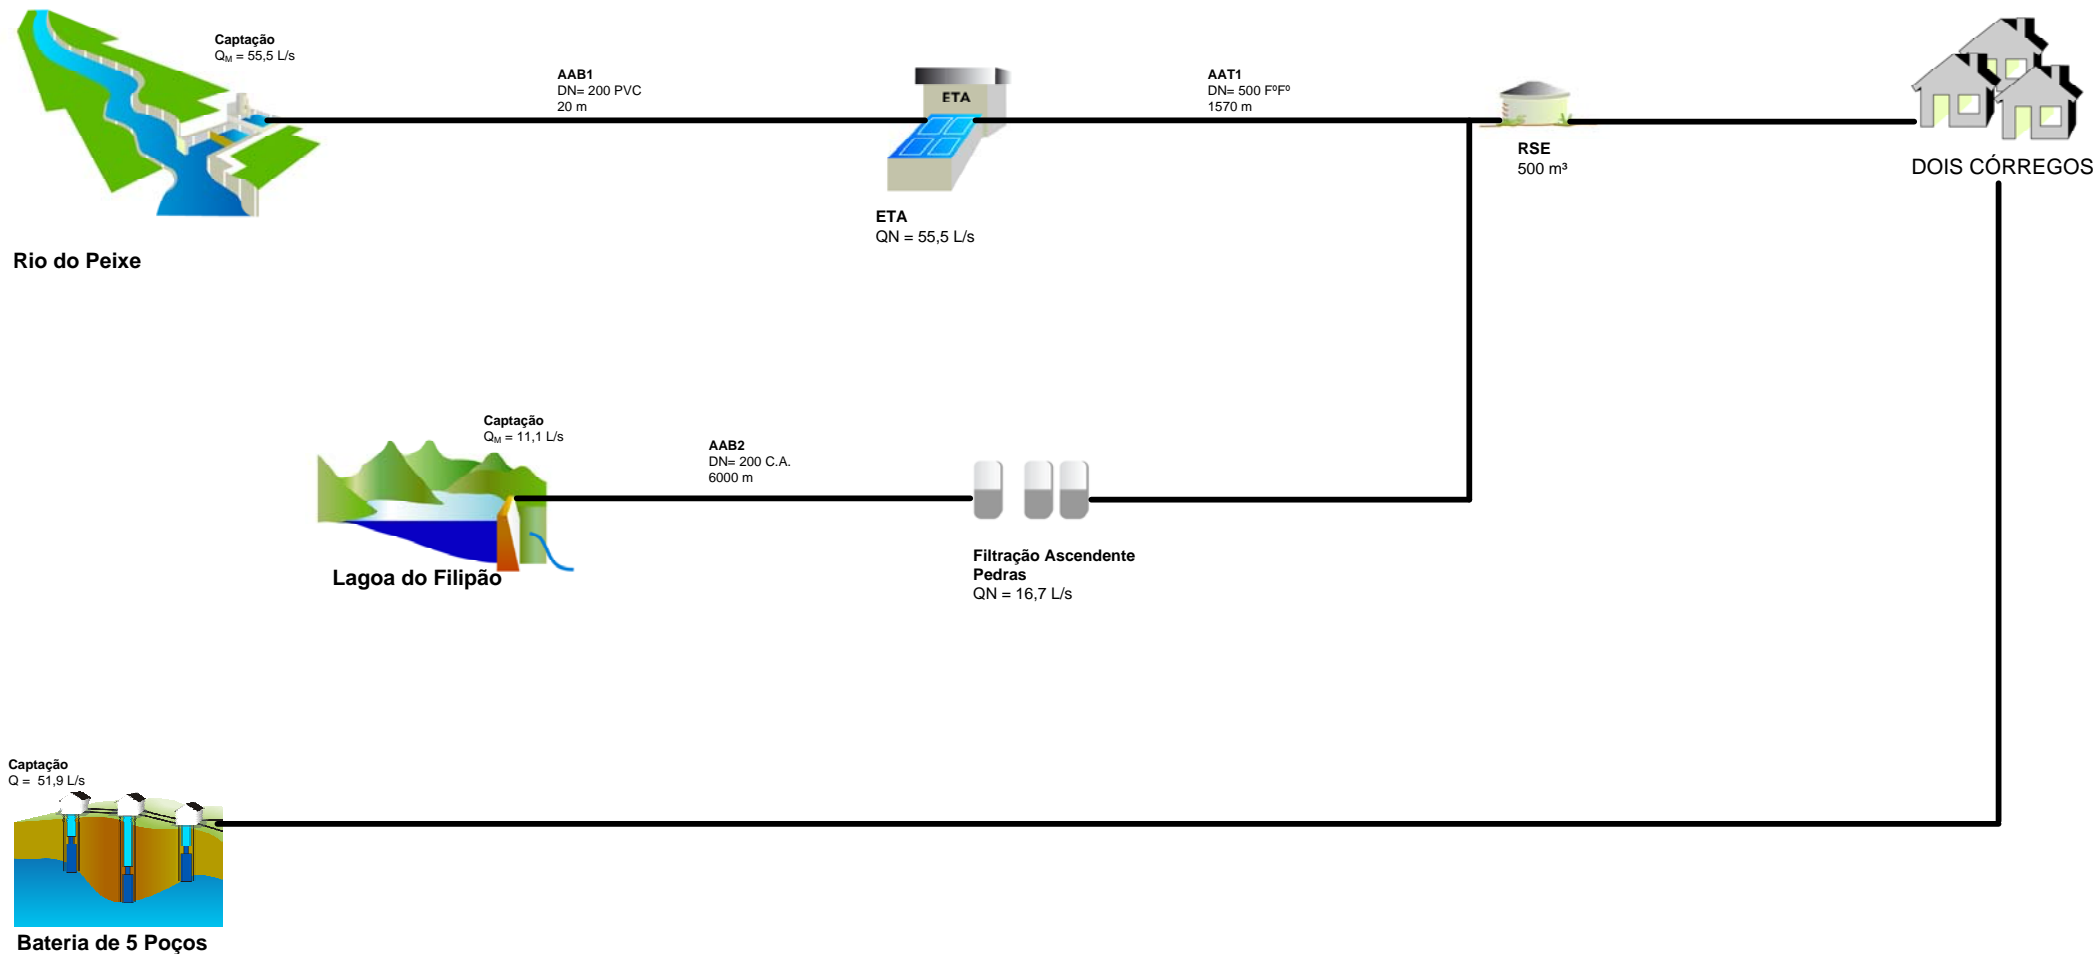 Captação
QM = 55,5 L/s
AAB1
DN= 200 PVC
20 m
ETA
AAT1
DN= 500 FºFº
1570 m
RSE
500 m³
DOIS CÓRREGOS
ETA
QN = 55,5 L/s
Rio do Peixe
Captação
QM = 11,1 L/s
AAB2
DN= 200 C.A.
6000 m
Lagoa do Filipão
Filtração Ascendente
Pedras
QN = 16,7 L/s
Captação
Q = 51,9 L/s
Bateria de 5 Poços